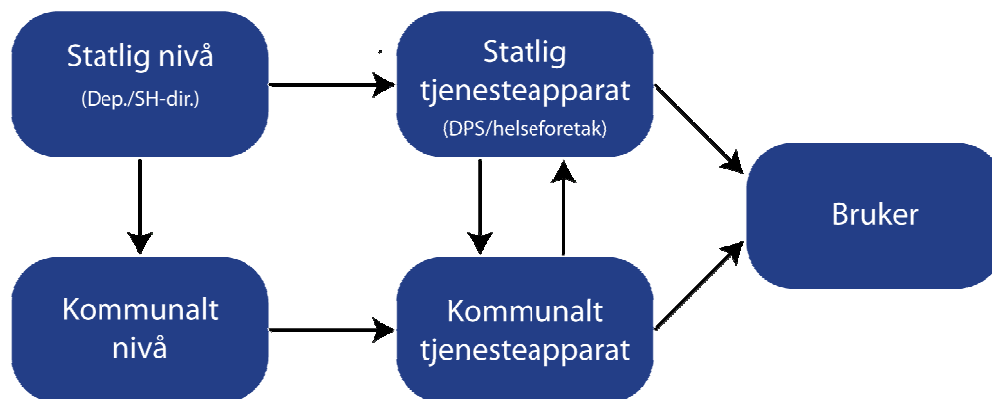 Statlig nivå
(Dep./SH-dir.)
Statlig
tjenesteapparat
(DPS/helseforetak)
Bruker
Kommunalt
nivå
Kommunalt
tjenesteapparat